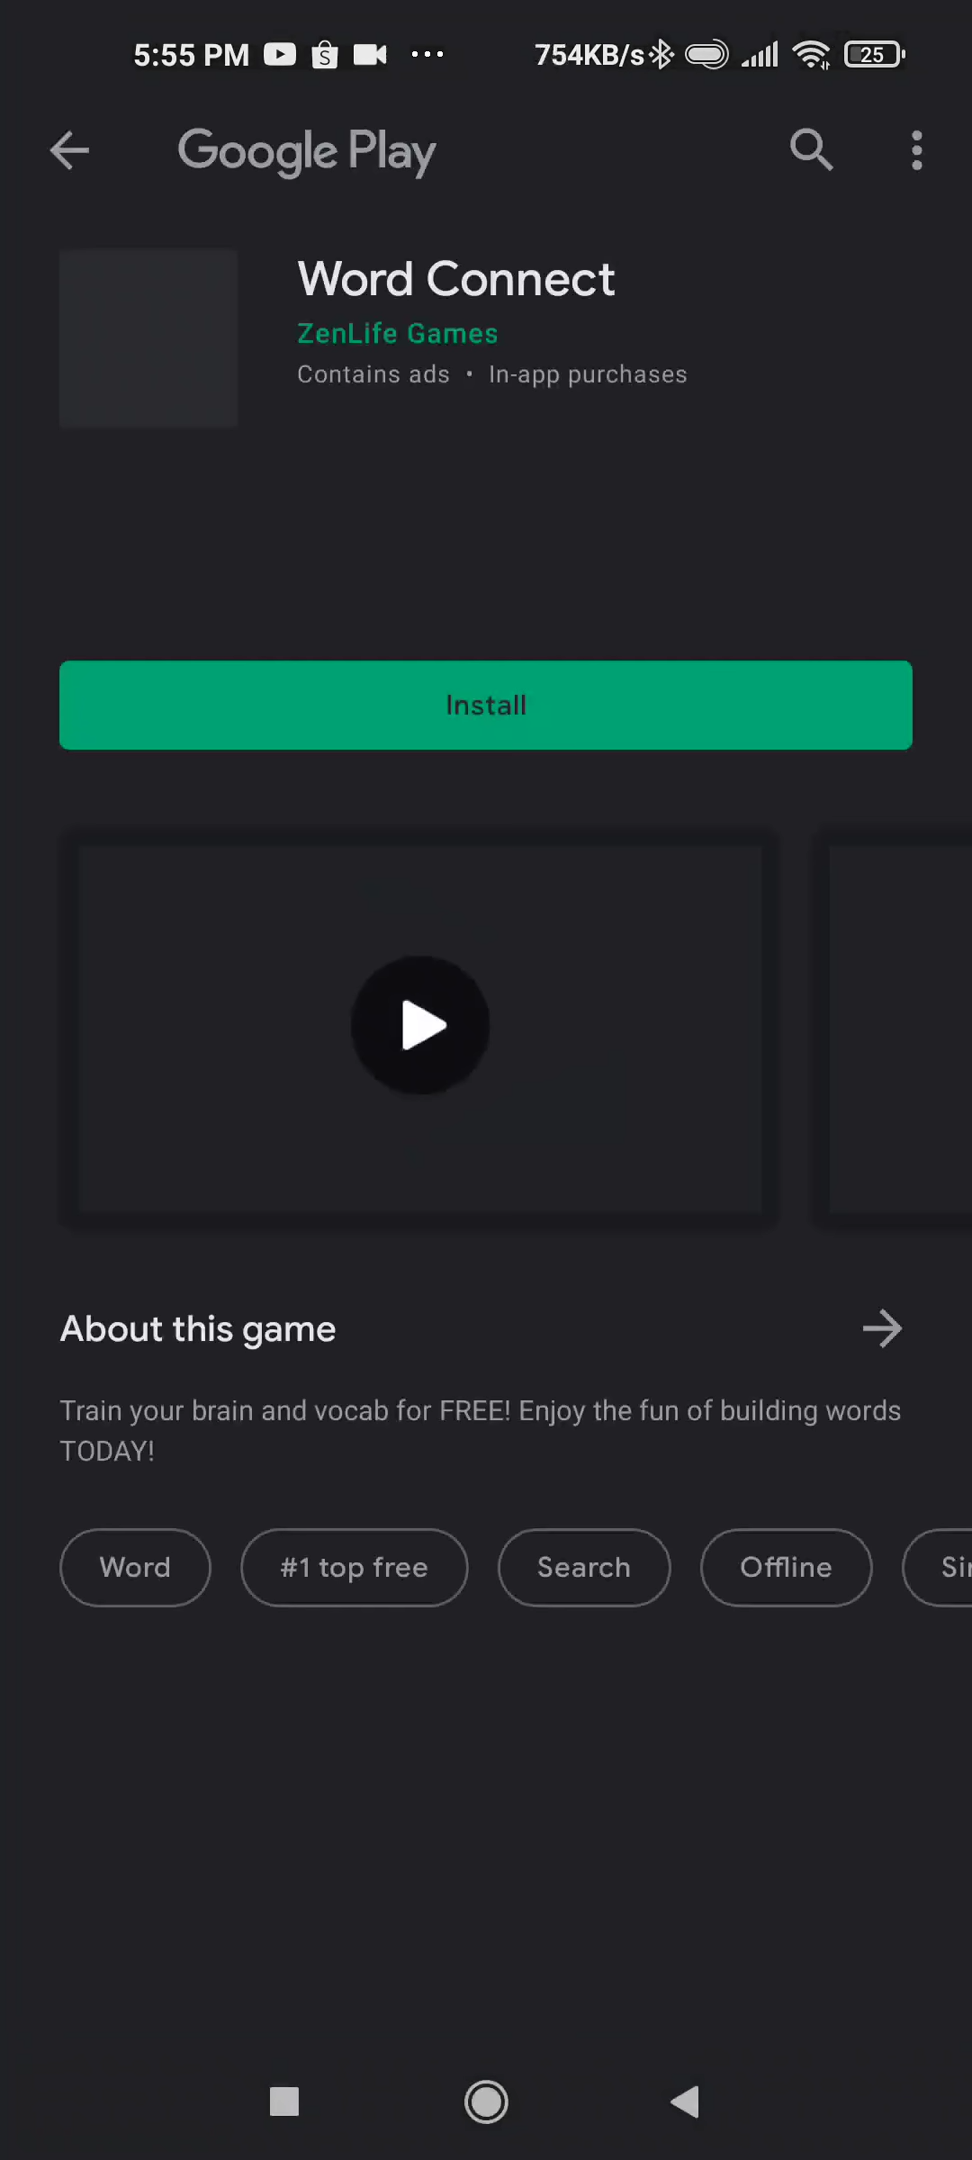 5:55 PM 754KB/s 25
Google Play
Word Connect
ZenLife Games
Contains ads • In-app purchases
Install
About this game
Train your brain and vocab for FREE! Enjoy the fun of building words
TODAY!
Word #1 top free Search Offline Sin